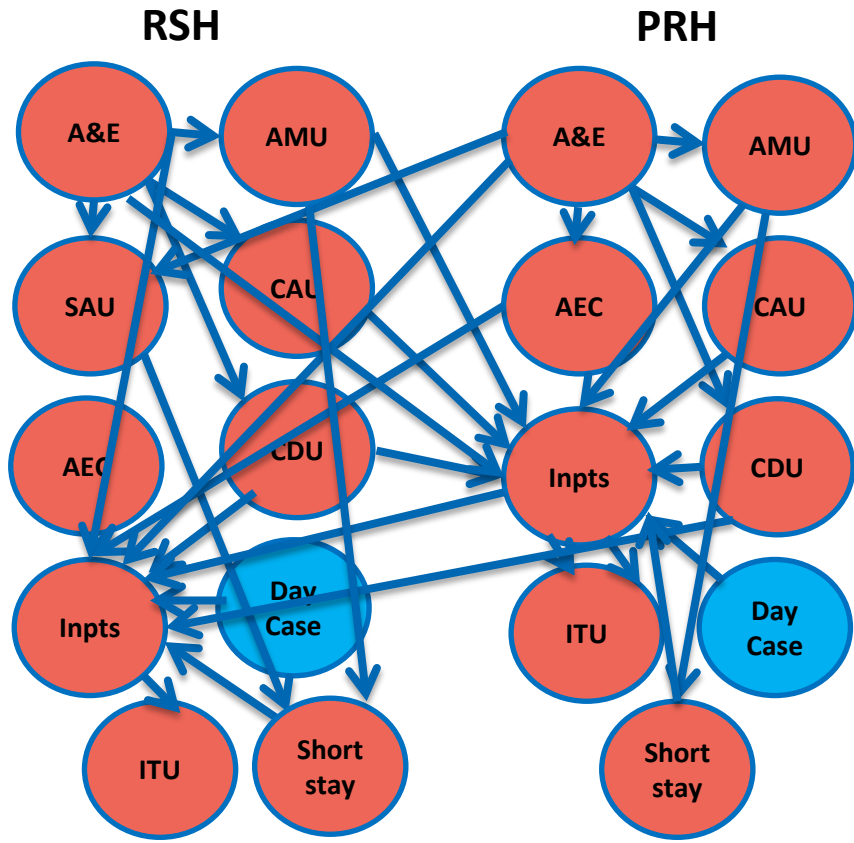 RSH
PRH
A&E
AMU
A&E
AMU
SAU
CAU
AEC
CAU
AEC
CDU
Inpts
CDU
Inpts
Day
Case
ITU
Day
Case
ITU
Short
stay
Short
stay